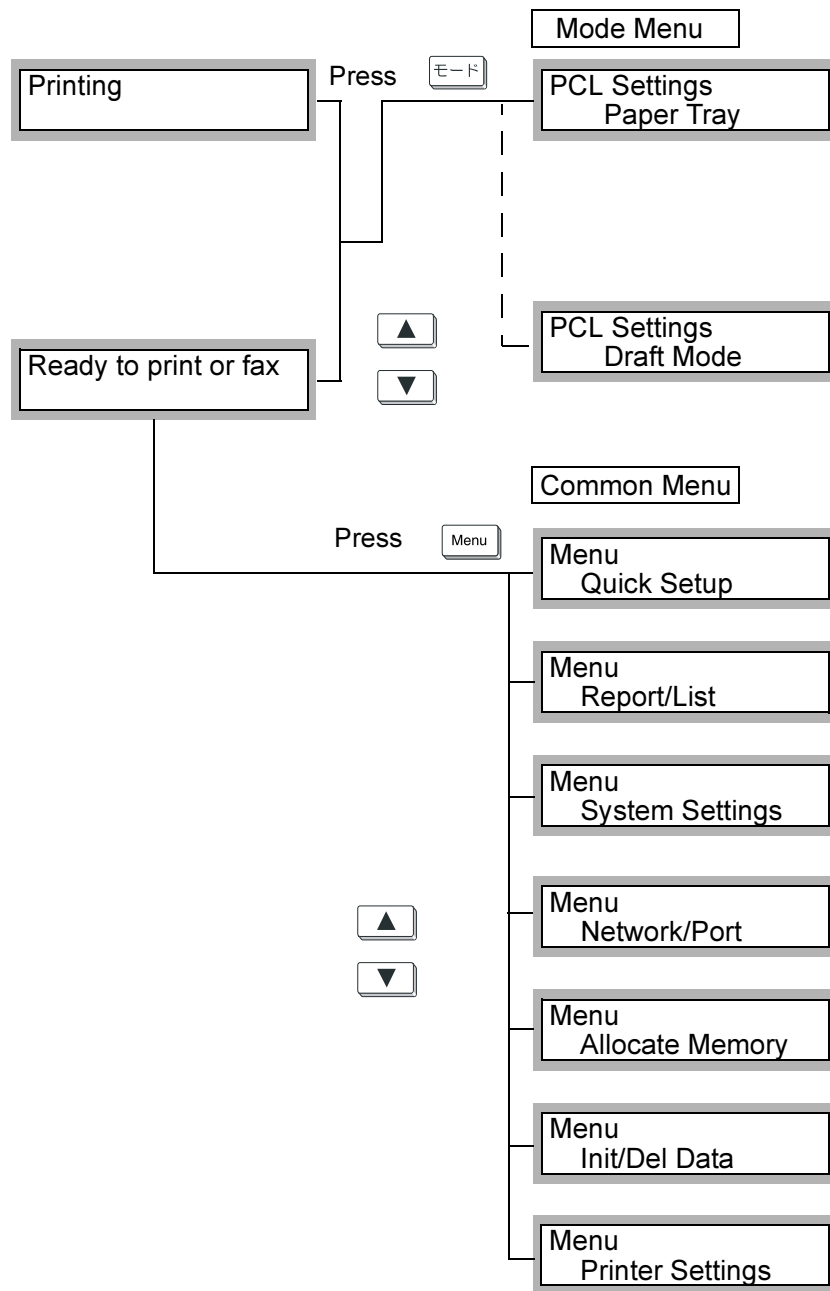 Mode Menu
Printing
Press モード
PCL Settings
Paper Tray
▲
▼
PCL Settings
Draft Mode
Ready to print or fax
Common Menu
Press Menu
Menu
Quick Setup
Menu
Report/List
Menu
System Settings
Menu
Network/Port
▲
▼
Menu
Allocate Memory
Menu
Init/Del Data
Menu
Printer Settings